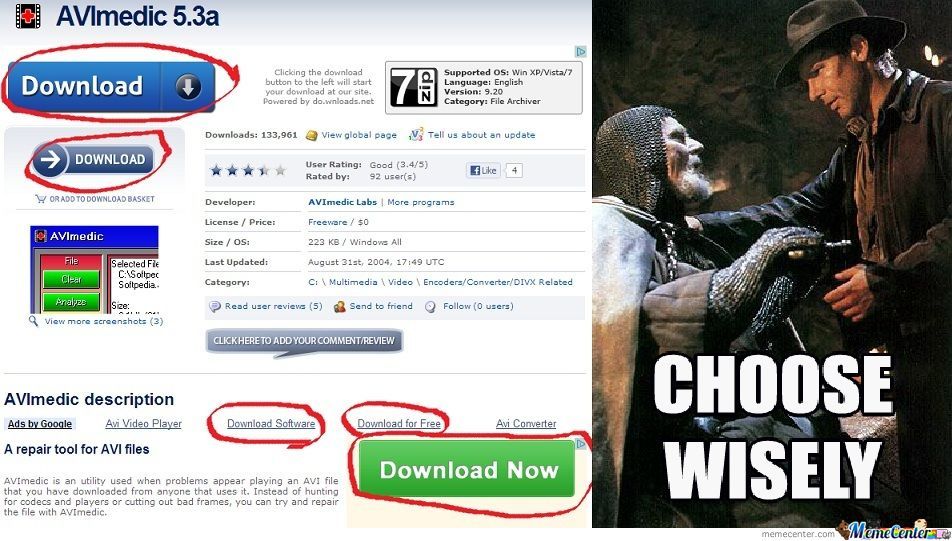 AVImedic 5.3a
Download
Clicking the download
button to the left will start
your download at our site.
Powered by do.wnloads.net
7
Zip
Supported OS: Win XP/Vista/7
Language: English
Version: 9.20
Category: File Archiver
DOWNLOAD
OR ADD TO DOWNLOAD BASKET
Downloads: 133,961 View global page Tell us about an update
User Rating: Good (3.4/5)
Rated by: 92 user(s)
Like 4
Developer: AVImedic Labs | More programs
License / Price: Freeware / $0
Size / OS: 223 KB / Windows All
Last Updated: August 31st, 2004, 17:49 UTC
Category: C: \ Multimedia \ Video \ Encoders/Converter/DIVX Related
AVImedic
File
Clear
Analyze
Selected File
C:\Softpec
Softpedia.
Size:
View more screenshots (3)
Read user reviews (5) Send to friend Follow (0 users)
CLICK HERE TO ADD YOUR COMMENT/REVIEW
AVImedic description
Ads by Google Avi Video Player Download Software Download for Free Avi Converter
A repair tool for AVI files
AVImedic is an utility used when problems appear playing an AVI file
that you have downloaded from anyone that uses it. Instead of hunting
for codecs and players or cutting out bad frames, you can try and repair
the file with AVImedic.
Download Now
CHOOSE
WISELY
memecenter.com MemeCenter